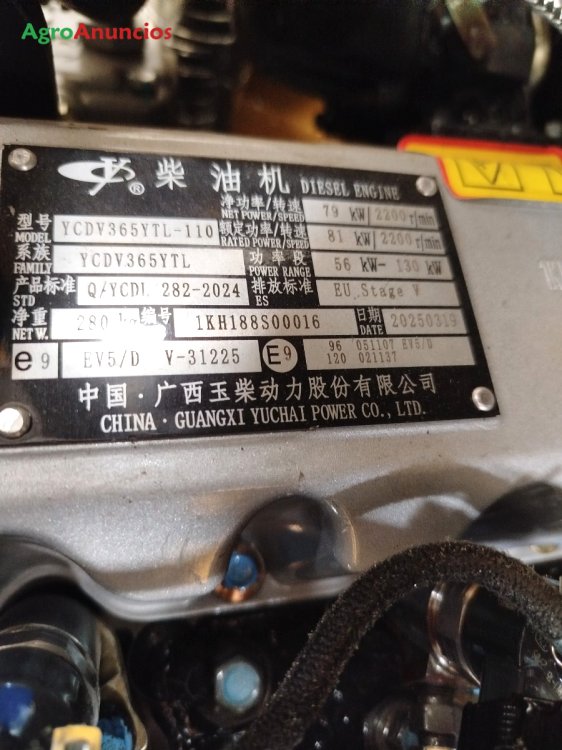 AgroAnuncios
柴油机 DIESEL ENGINE
型号 MODEL YCDV365YTL-110 净功率/转速 NET POWER/SPEED 79 kW/2200 r/min
系族 FAMILY YCDV365YTL 额定功率/转速 RATED POWER/SPEED 81 kW/2200 r/min
功率段 POWER RANGE 56 kW- 130 kW
产品标准 STD Q/YCDL 282-2024 排放标准 ES EU Stage V
净重 NET W. 280 kg 编号 1KH188S00016 日期 DATE 20250319
e9 EV5/D V-31225 E9 96 051107 EV5/D
120 021137
中国·广西玉柴动力股份有限公司
CHINA · GUANGXI YUCHAI POWER CO., LTD.